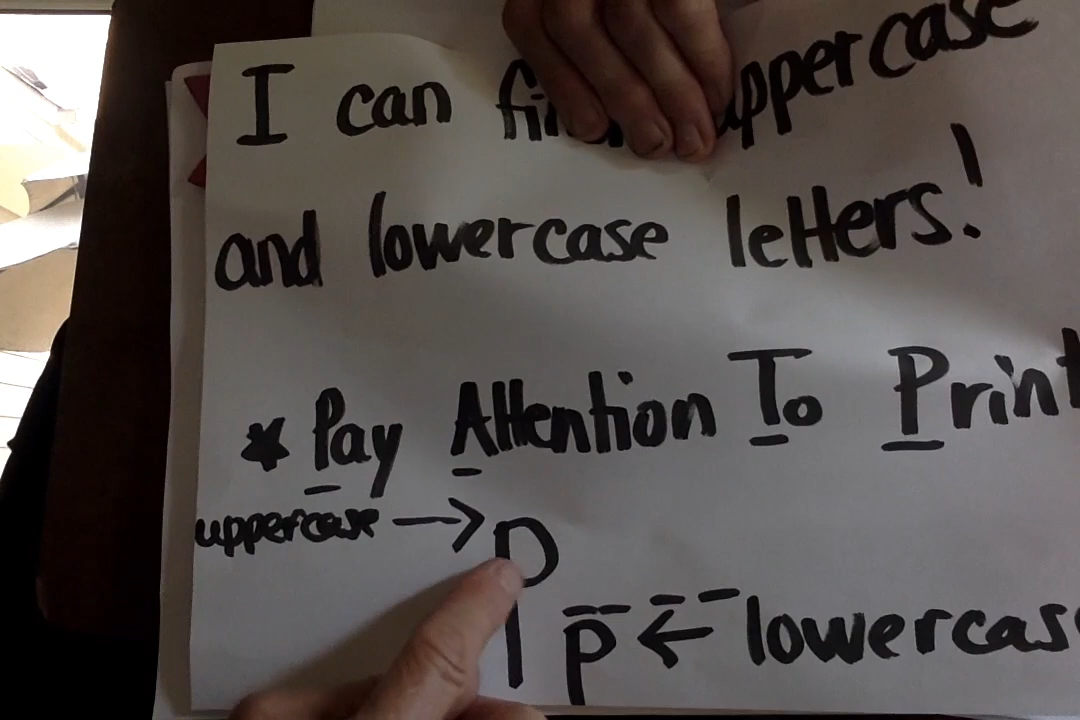 I can uppercase
and lowercase letters!
* Pay Attention To Print
uppercase → P
p ← lowercase